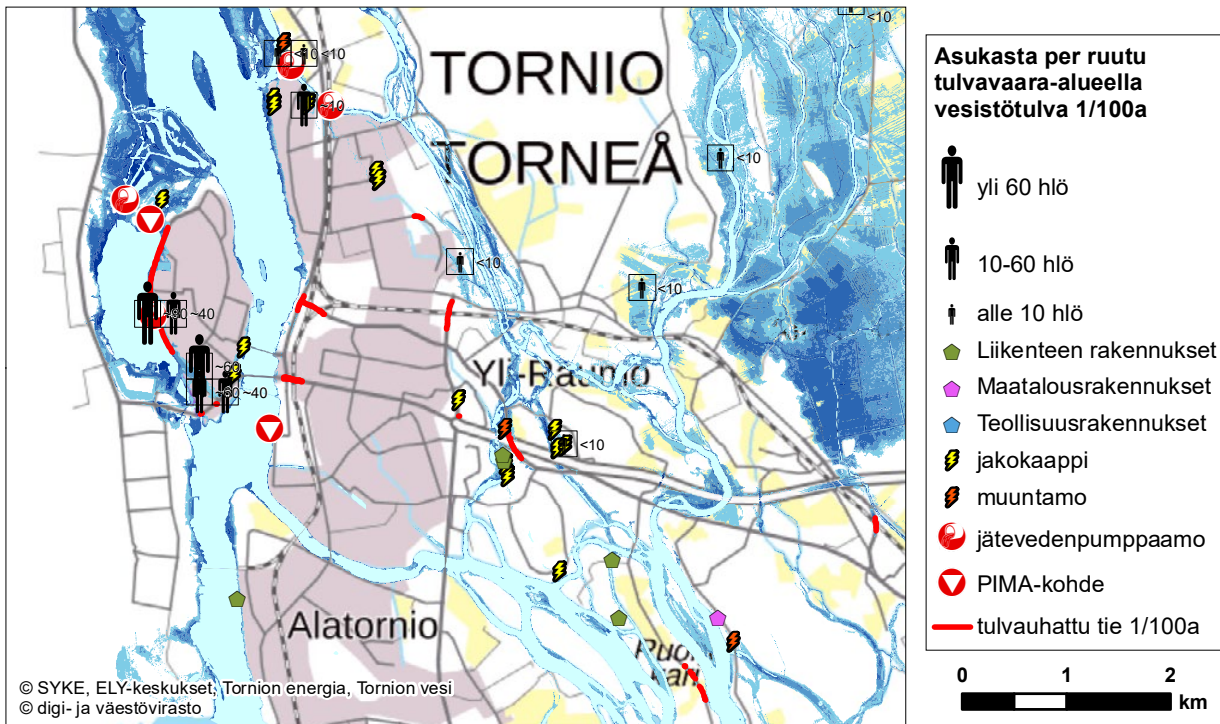 <10
<10
<10
~10
TORNIO
TORNEÅ
<10
<10
<10
~40
~60
~60 ~40
Yli-Raumo
<10
Alatornio
© SYKE, ELY-keskukset, Tornion energia, Tornion vesi
© digi- ja väestövirasto
Asukasta per ruutu
tulvavaara-alueella
vesistötulva 1/100a
yli 60 hlö
10-60 hlö
alle 10 hlö
Liikenteen rakennukset
Maatalousrakennukset
Teollisuusrakennukset
jakokaappi
muuntamo
jätevedenpumppaamo
PIMA-kohde
tulvauhattu tie 1/100a
0 1 2
km